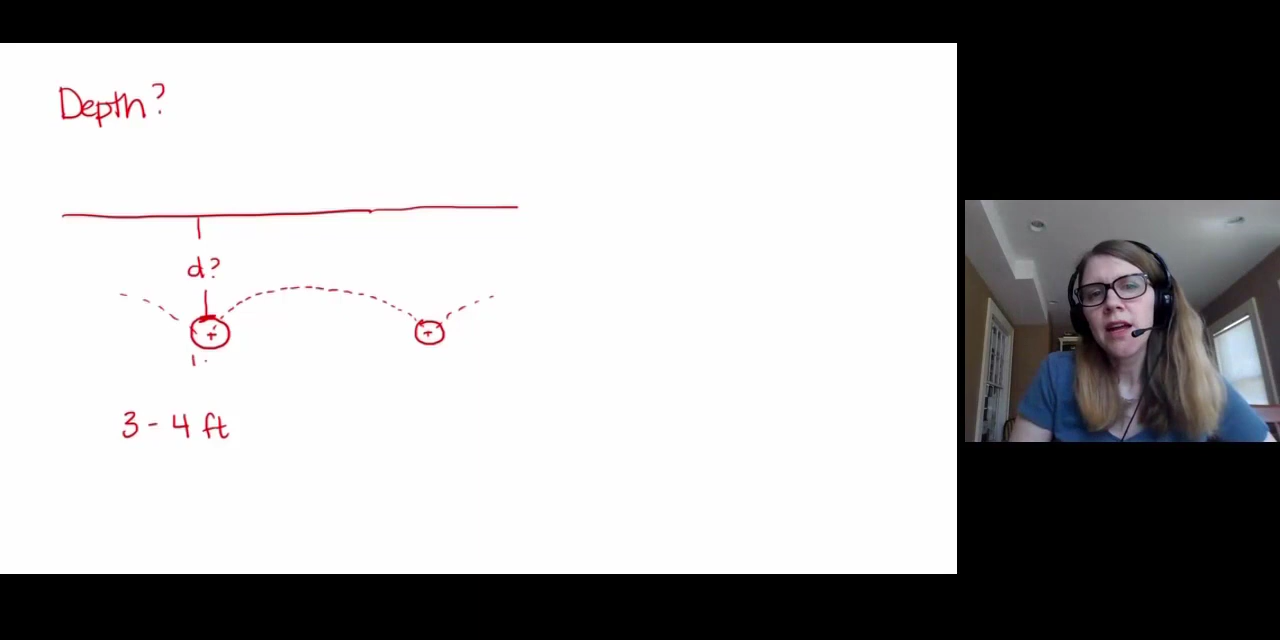 Depth?
d?
+ +
3 - 4 ft